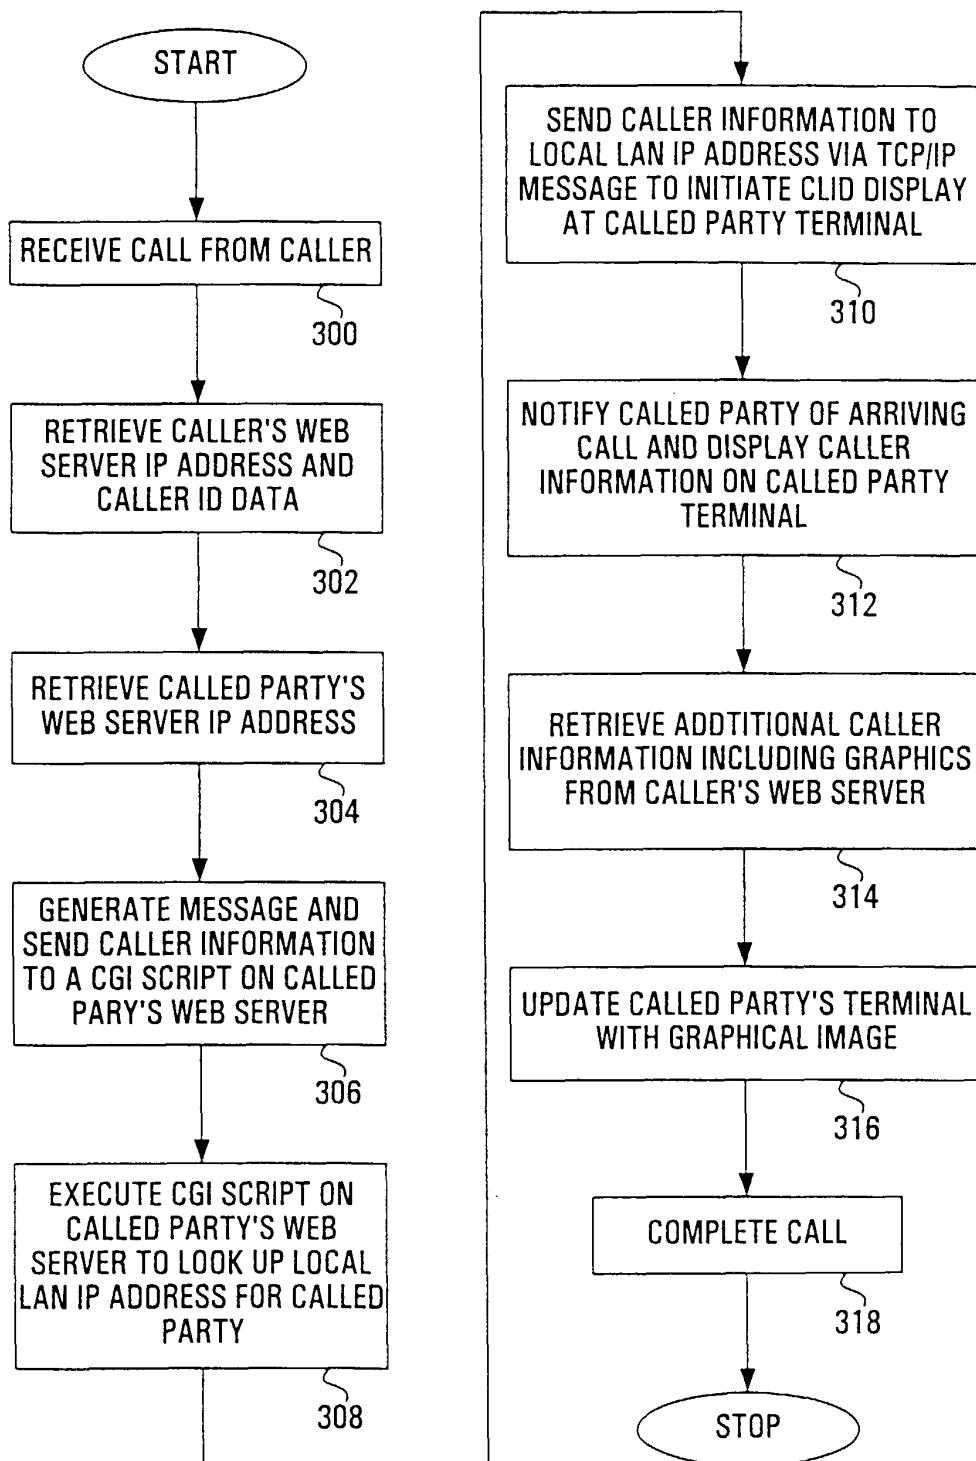 START
RECEIVE CALL FROM CALLER
300
RETRIEVE CALLER'S WEB
SERVER IP ADDRESS AND
CALLER ID DATA
302
RETRIEVE CALLED PARTY'S
WEB SERVER IP ADDRESS
304
GENERATE MESSAGE AND
SEND CALLER INFORMATION
TO A CGI SCRIPT ON CALLED
PARY'S WEB SERVER
306
EXECUTE CGI SCRIPT ON
CALLED PARTY'S WEB
SERVER TO LOOK UP LOCAL
LAN IP ADDRESS FOR CALLED
PARTY
308
SEND CALLER INFORMATION TO
LOCAL LAN IP ADDRESS VIA TCP/IP
MESSAGE TO INITIATE CLID DISPLAY
AT CALLED PARTY TERMINAL
310
NOTIFY CALLED PARTY OF ARRIVING
CALL AND DISPLAY CALLER
INFORMATION ON CALLED PARTY
TERMINAL
312
RETRIEVE ADDTITIONAL CALLER
INFORMATION INCLUDING GRAPHICS
FROM CALLER'S WEB SERVER
314
UPDATE CALLED PARTY'S TERMINAL
WITH GRAPHICAL IMAGE
316
COMPLETE CALL
318
STOP